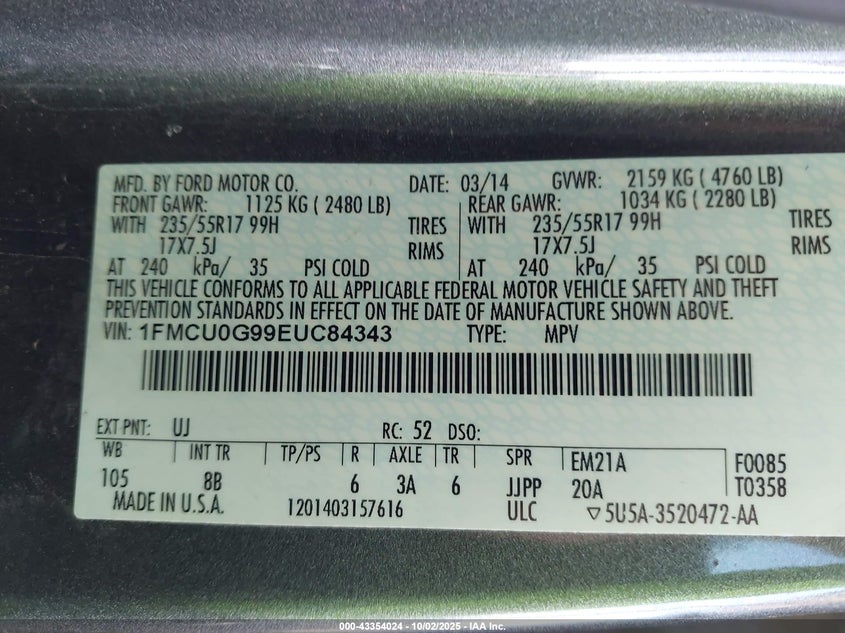 MFD. BY FORD MOTOR CO. DATE: 03/14 GVWR: 2159 KG ( 4760 LB)
FRONT GAWR: 1125 KG ( 2480 LB) REAR GAWR: 1034 KG ( 2280 LB)
WITH 235/55R17 99H TIRES WITH 235/55R17 99H TIRES
17X7.5J RIMS 17X7.5J RIMS
AT 240 kPa/ 35 PSI COLD AT 240 kPa/ 35 PSI COLD
THIS VEHICLE CONFORMS TO ALL APPLICABLE FEDERAL MOTOR VEHICLE SAFETY AND THEFT
PREVENTION STANDARDS IN EFFECT ON THE DATE OF MANUFACTURE SHOWN ABOVE.
VIN: 1FMCU0G99EUC84343 TYPE: MPV
EXT PNT: UJ RC: 52 DSO:
WB INT TR TP/PS R AXLE TR SPR EM21A F0085
105 8B 6 3A 6 JJPP 20A T0358
MADE IN U.S.A. 1201403157616 ULC ▽5U5A-3520472-AA
000-43354024 - 10/02/2025 - IAA Inc.